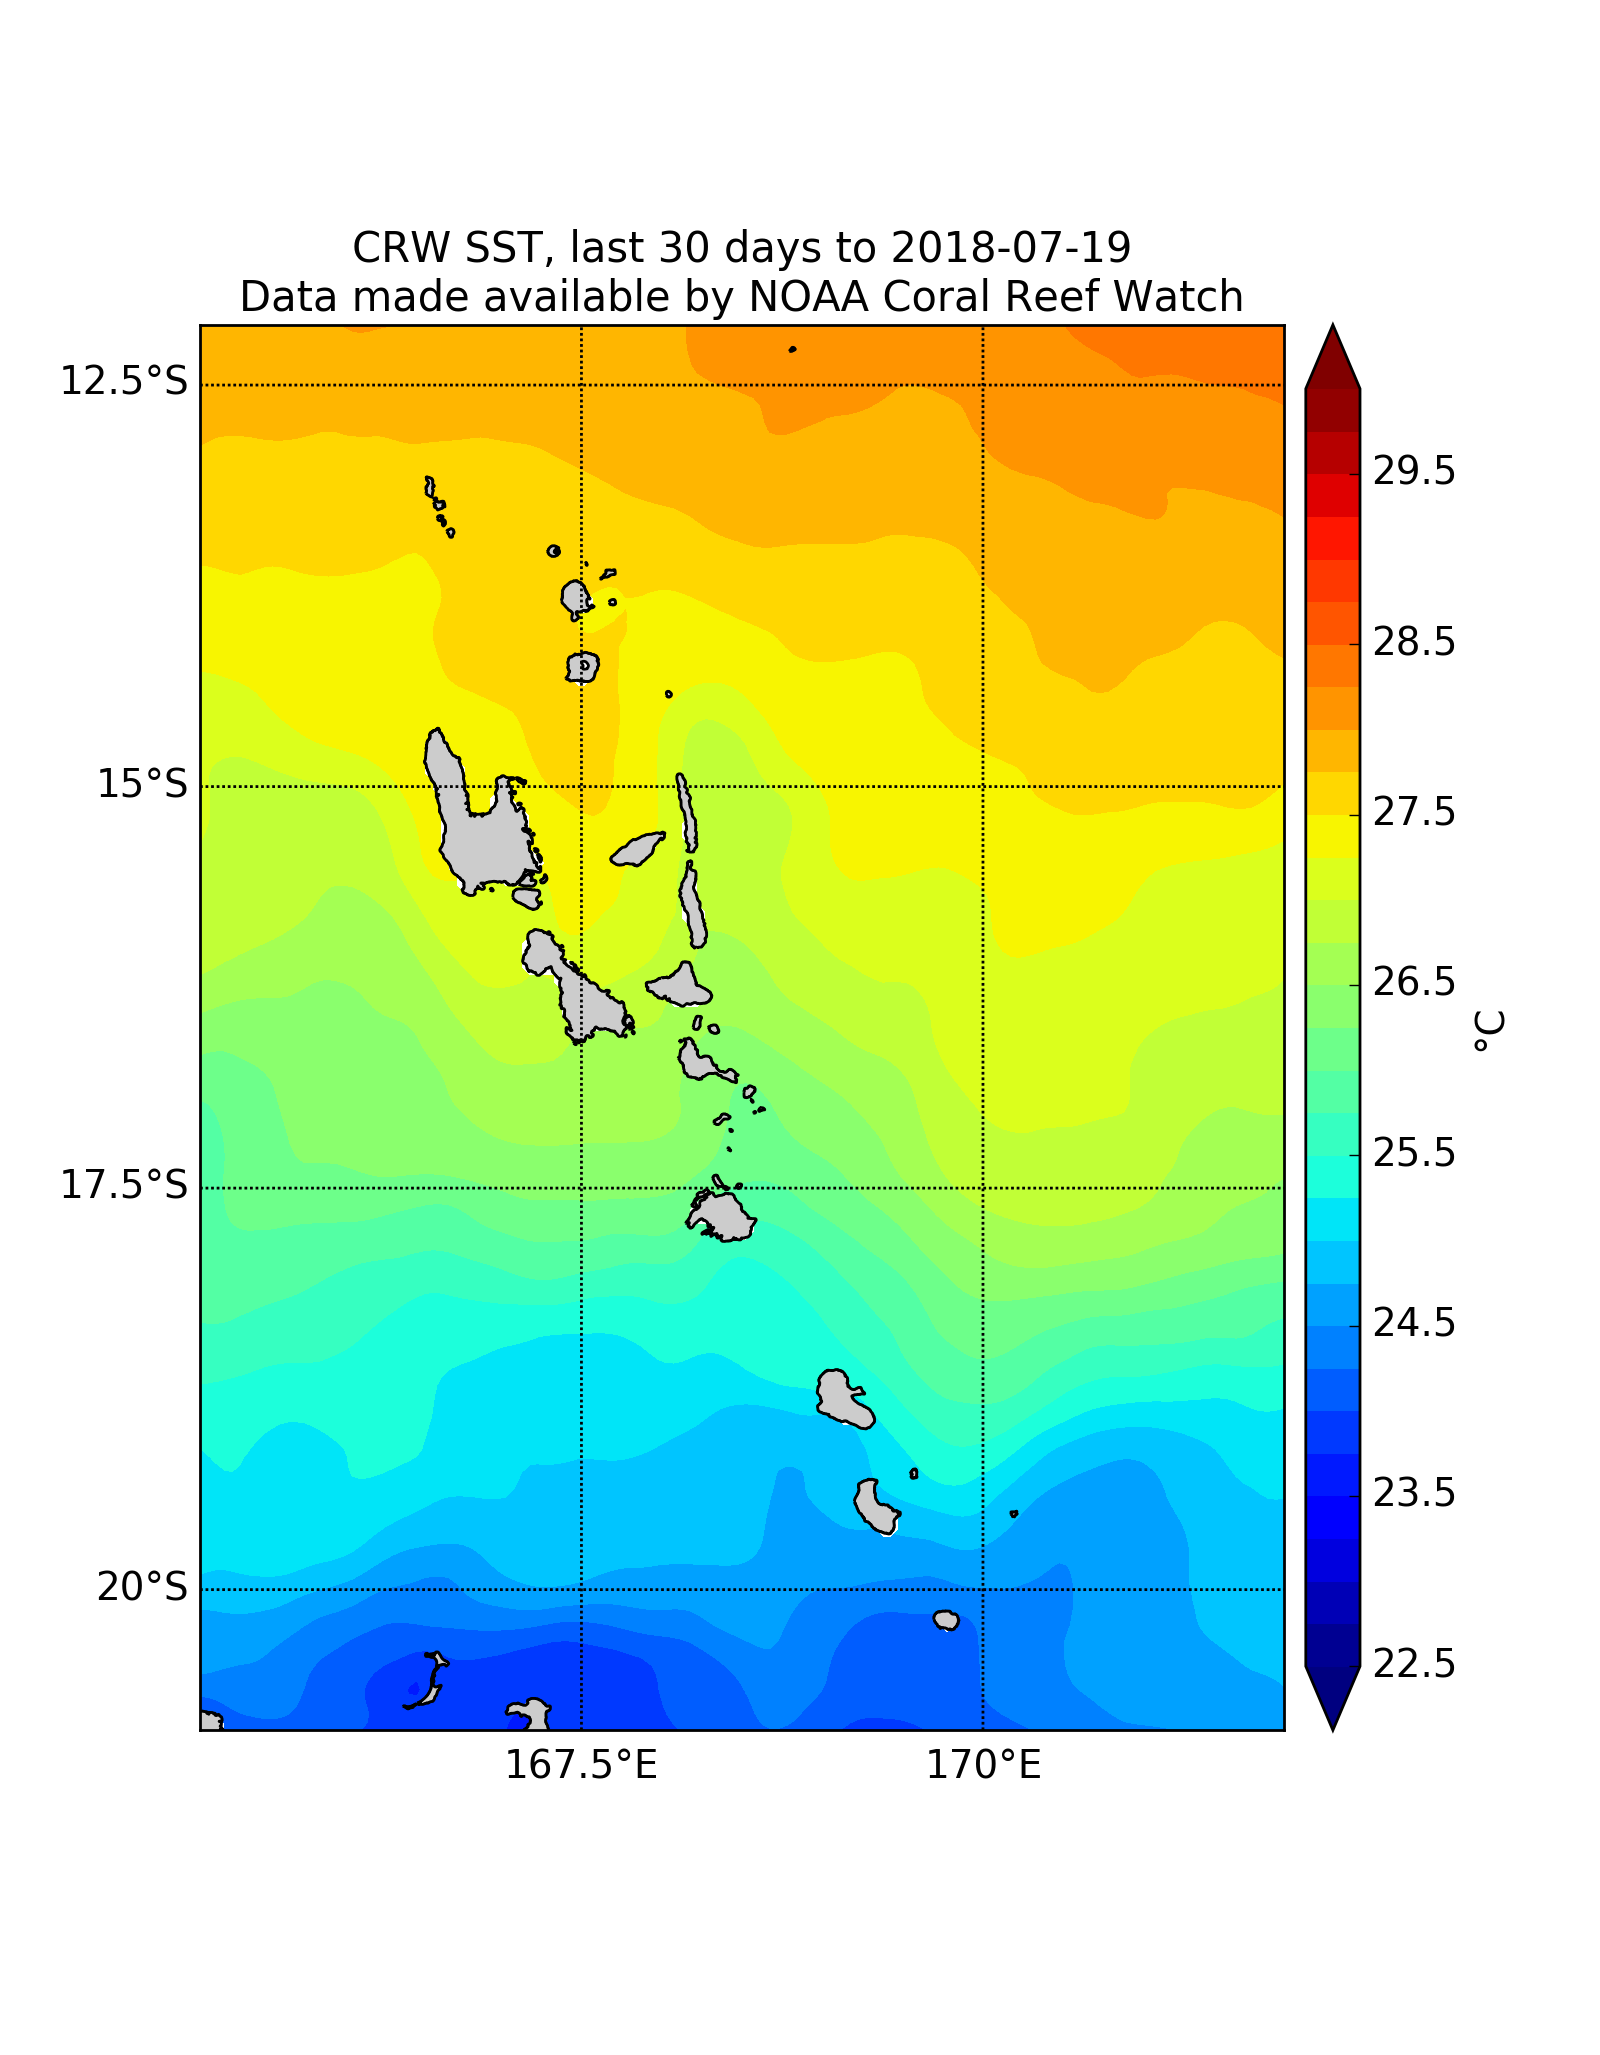 CRW SST, last 30 days to 2018-07-19
Data made available by NOAA Coral Reef Watch
12.5°S
15°S
17.5°S
20°S
167.5°E
170°E
29.5
28.5
27.5
26.5
25.5
24.5
23.5
22.5
°C